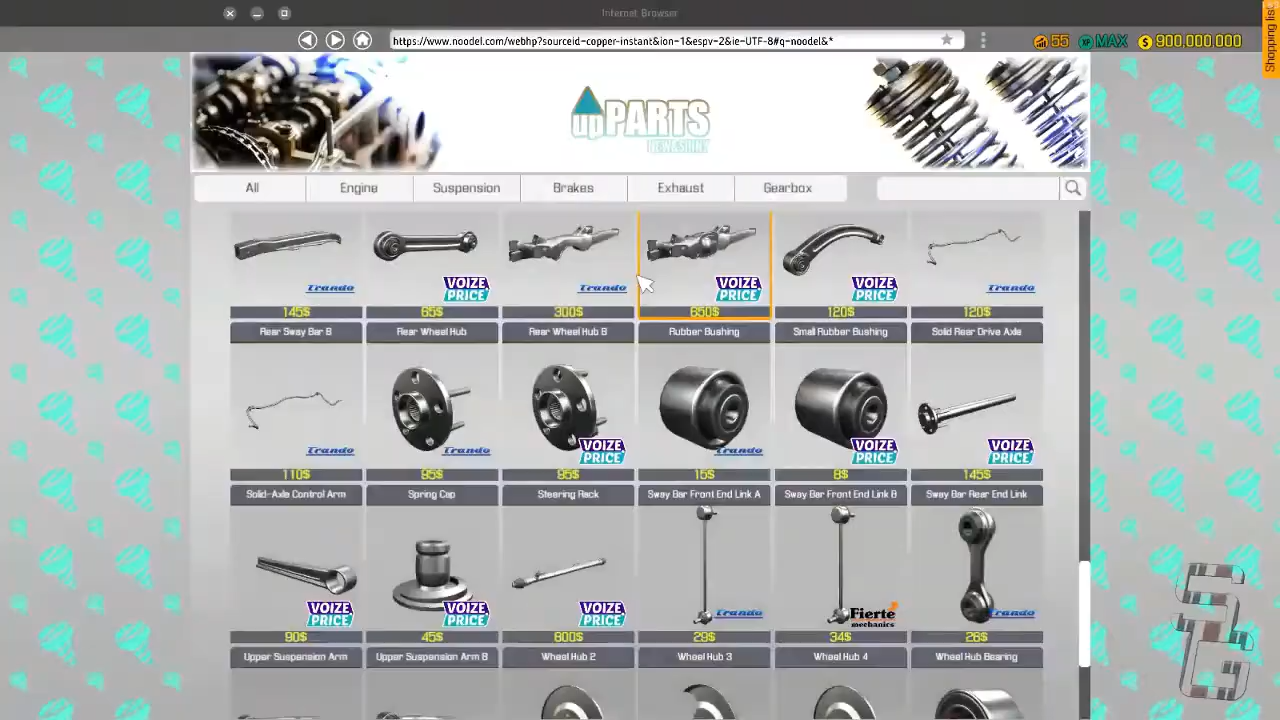 Internet Browser
https://www.noodel.com/webhp?sourceid-copper-instant&ion-1&espv-2&ie-UTF-8#q-noodel&*
55 XP MAX $ 900,000,000
Shopping list
upPARTS
NEW&SHINY
All Engine Suspension Brakes Exhaust Gearbox
Trando VOIZE PRICE Trando VOIZE PRICE VOIZE PRICE Trando
145$ 65$ 300$ 650$ 120$ 120$
Rear Sway Bar B Rear Wheel Hub Rear Wheel Hub B Rubber Bushing Small Rubber Bushing Solid Rear Drive Axle
Trando Trando VOIZE PRICE Trando VOIZE PRICE VOIZE PRICE
110$ 95$ 95$ 15$ 8$ 145$
Solid-Axle Control Arm Spring Cap Steering Rack Sway Bar Front End Link A Sway Bar Front End Link B Sway Bar Rear End Link
VOIZE PRICE VOIZE PRICE VOIZE PRICE Trando Fierte mechanics Trando
90$ 45$ 600$ 29$ 34$ 26$
Upper Suspension Arm Upper Suspension Arm B Wheel Hub 2 Wheel Hub 3 Wheel Hub 4 Wheel Hub Bearing